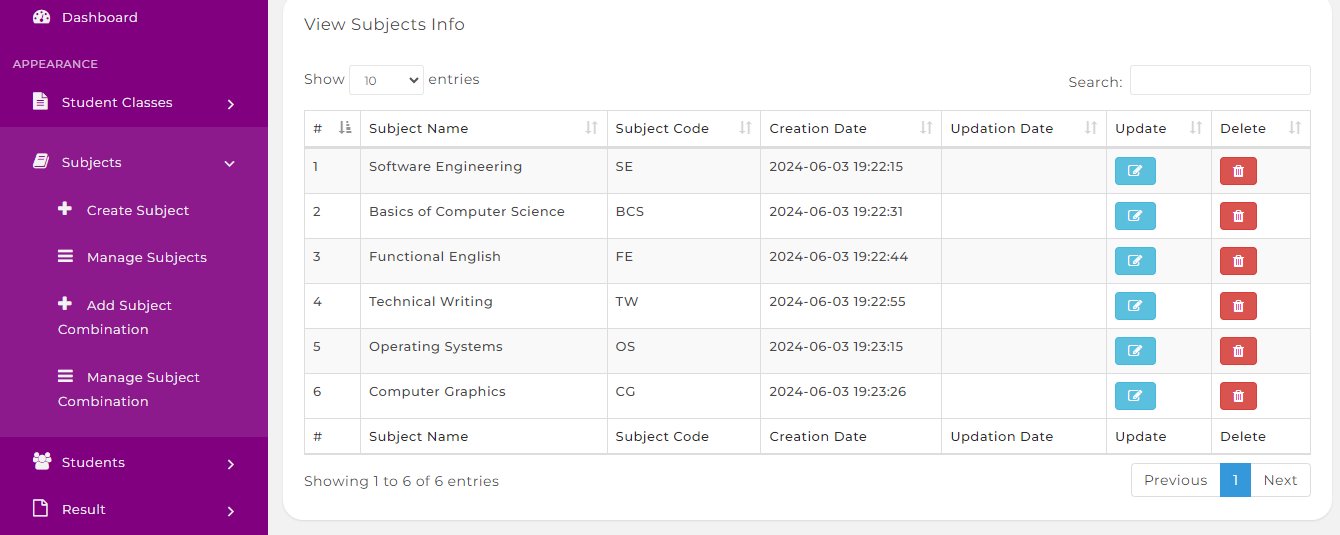 Dashboard
APPEARANCE
Student Classes
Subjects
Create Subject
Manage Subjects
Add Subject
Combination
Manage Subject
Combination
Students
Result
View Subjects Info
Show 10 entries
Search:
# Subject Name Subject Code Creation Date Updation Date Update Delete
1 Software Engineering SE 2024-06-03 19:22:15
2 Basics of Computer Science BCS 2024-06-03 19:22:31
3 Functional English FE 2024-06-03 19:22:44
4 Technical Writing TW 2024-06-03 19:22:55
5 Operating Systems OS 2024-06-03 19:23:15
6 Computer Graphics CG 2024-06-03 19:23:26
# Subject Name Subject Code Creation Date Updation Date Update Delete
Showing 1 to 6 of 6 entries
Previous 1 Next